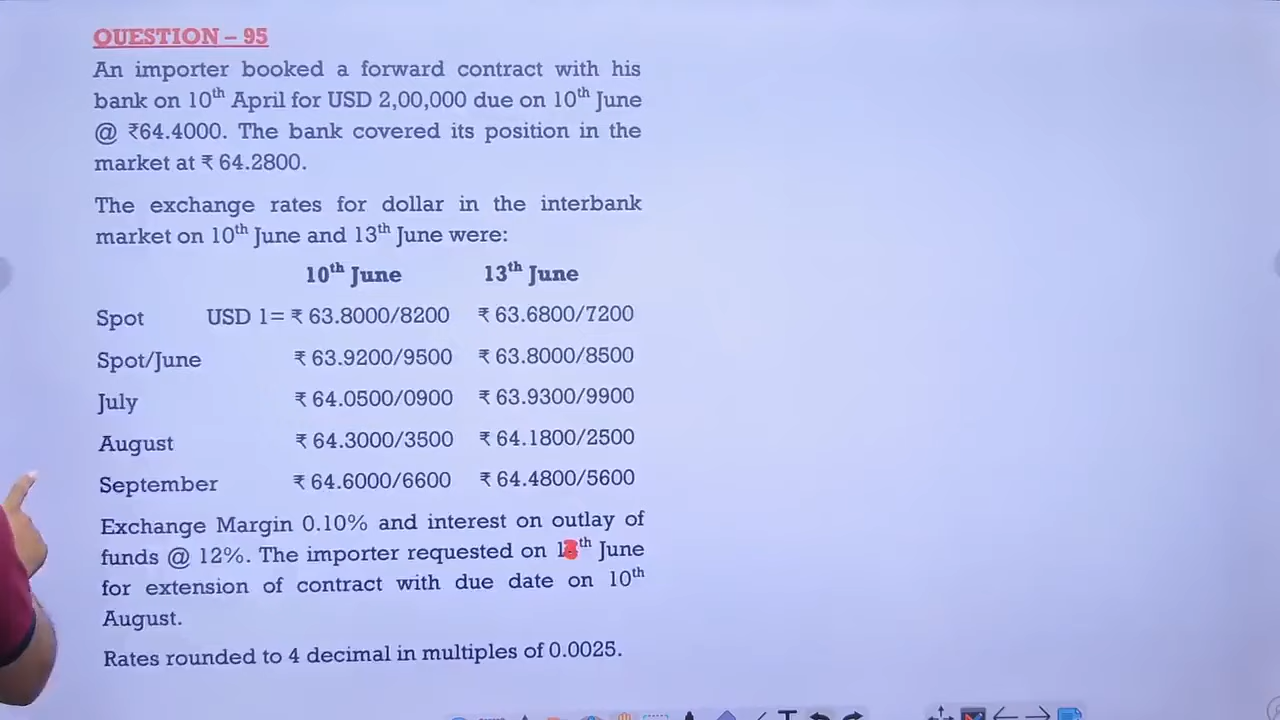 QUESTION – 95
An importer booked a forward contract with his
bank on 10th April for USD 2,00,000 due on 10th June
@ ₹64.4000. The bank covered its position in the
market at ₹ 64.2800.
The exchange rates for dollar in the interbank
market on 10th June and 13th June were:
10th June 13th June
Spot USD 1= ₹ 63.8000/8200 ₹ 63.6800/7200
Spot/June ₹ 63.9200/9500 ₹ 63.8000/8500
July ₹ 64.0500/0900 ₹ 63.9300/9900
August ₹ 64.3000/3500 ₹ 64.1800/2500
September ₹ 64.6000/6600 ₹ 64.4800/5600
Exchange Margin 0.10% and interest on outlay of
funds @ 12%. The importer requested on June
for extension of contract with due date on 10th
August.
Rates rounded to 4 decimal in multiples of 0.0025.